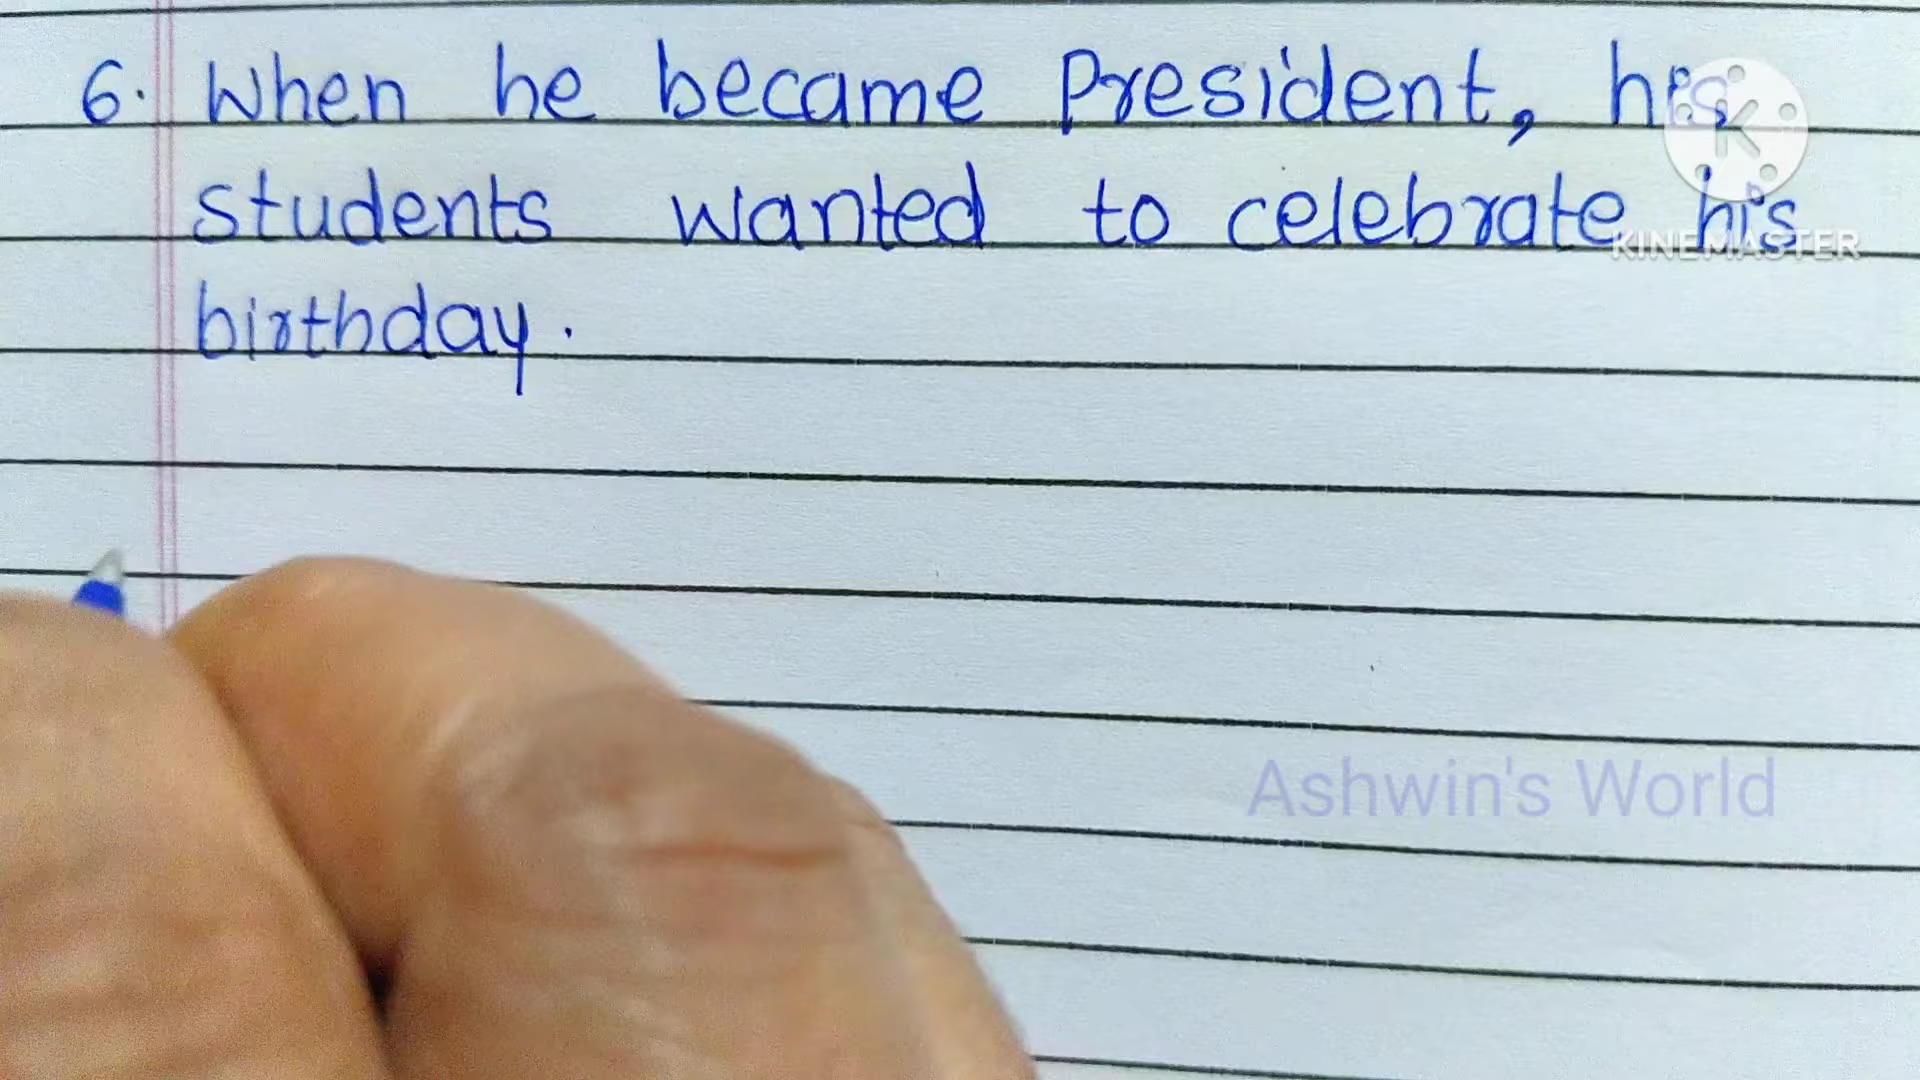 6. When he became President, his
students wanted to celebrate his
birthday.
KINEMASTER
Ashwin's World